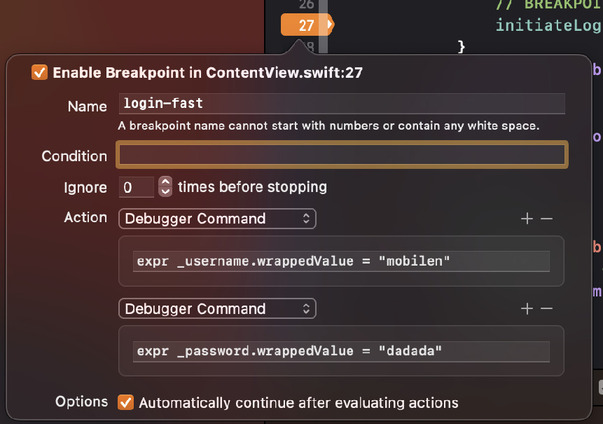 26
// BREAKPOI
27
initiateLog
28
}
Enable Breakpoint in ContentView.swift:27
Name
login-fast
A breakpoint name cannot start with numbers or contain any white space.
Condition
Ignore
0
times before stopping
Action
Debugger Command
expr _username.wrappedValue = "mobilen"
Debugger Command
expr _password.wrappedValue = "dadada"
Options
Automatically continue after evaluating actions